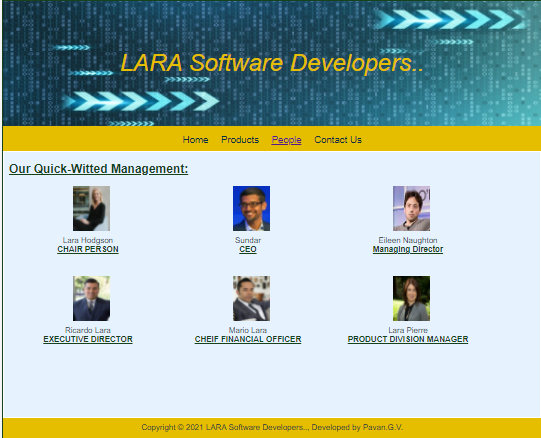 LARA Software Developers..
Home Products People Contact Us
Our Quick-Witted Management:
Lara Hodgson Sundar Eileen Naughton
CHAIR PERSON CEO Managing Director
Ricardo Lara Mario Lara Lara Pierre
EXECUTIVE DIRECTOR CHEIF FINANCIAL OFFICER PRODUCT DIVISION MANAGER
Copyright © 2021 LARA Software Developers.., Developed by Pavan.G.V.